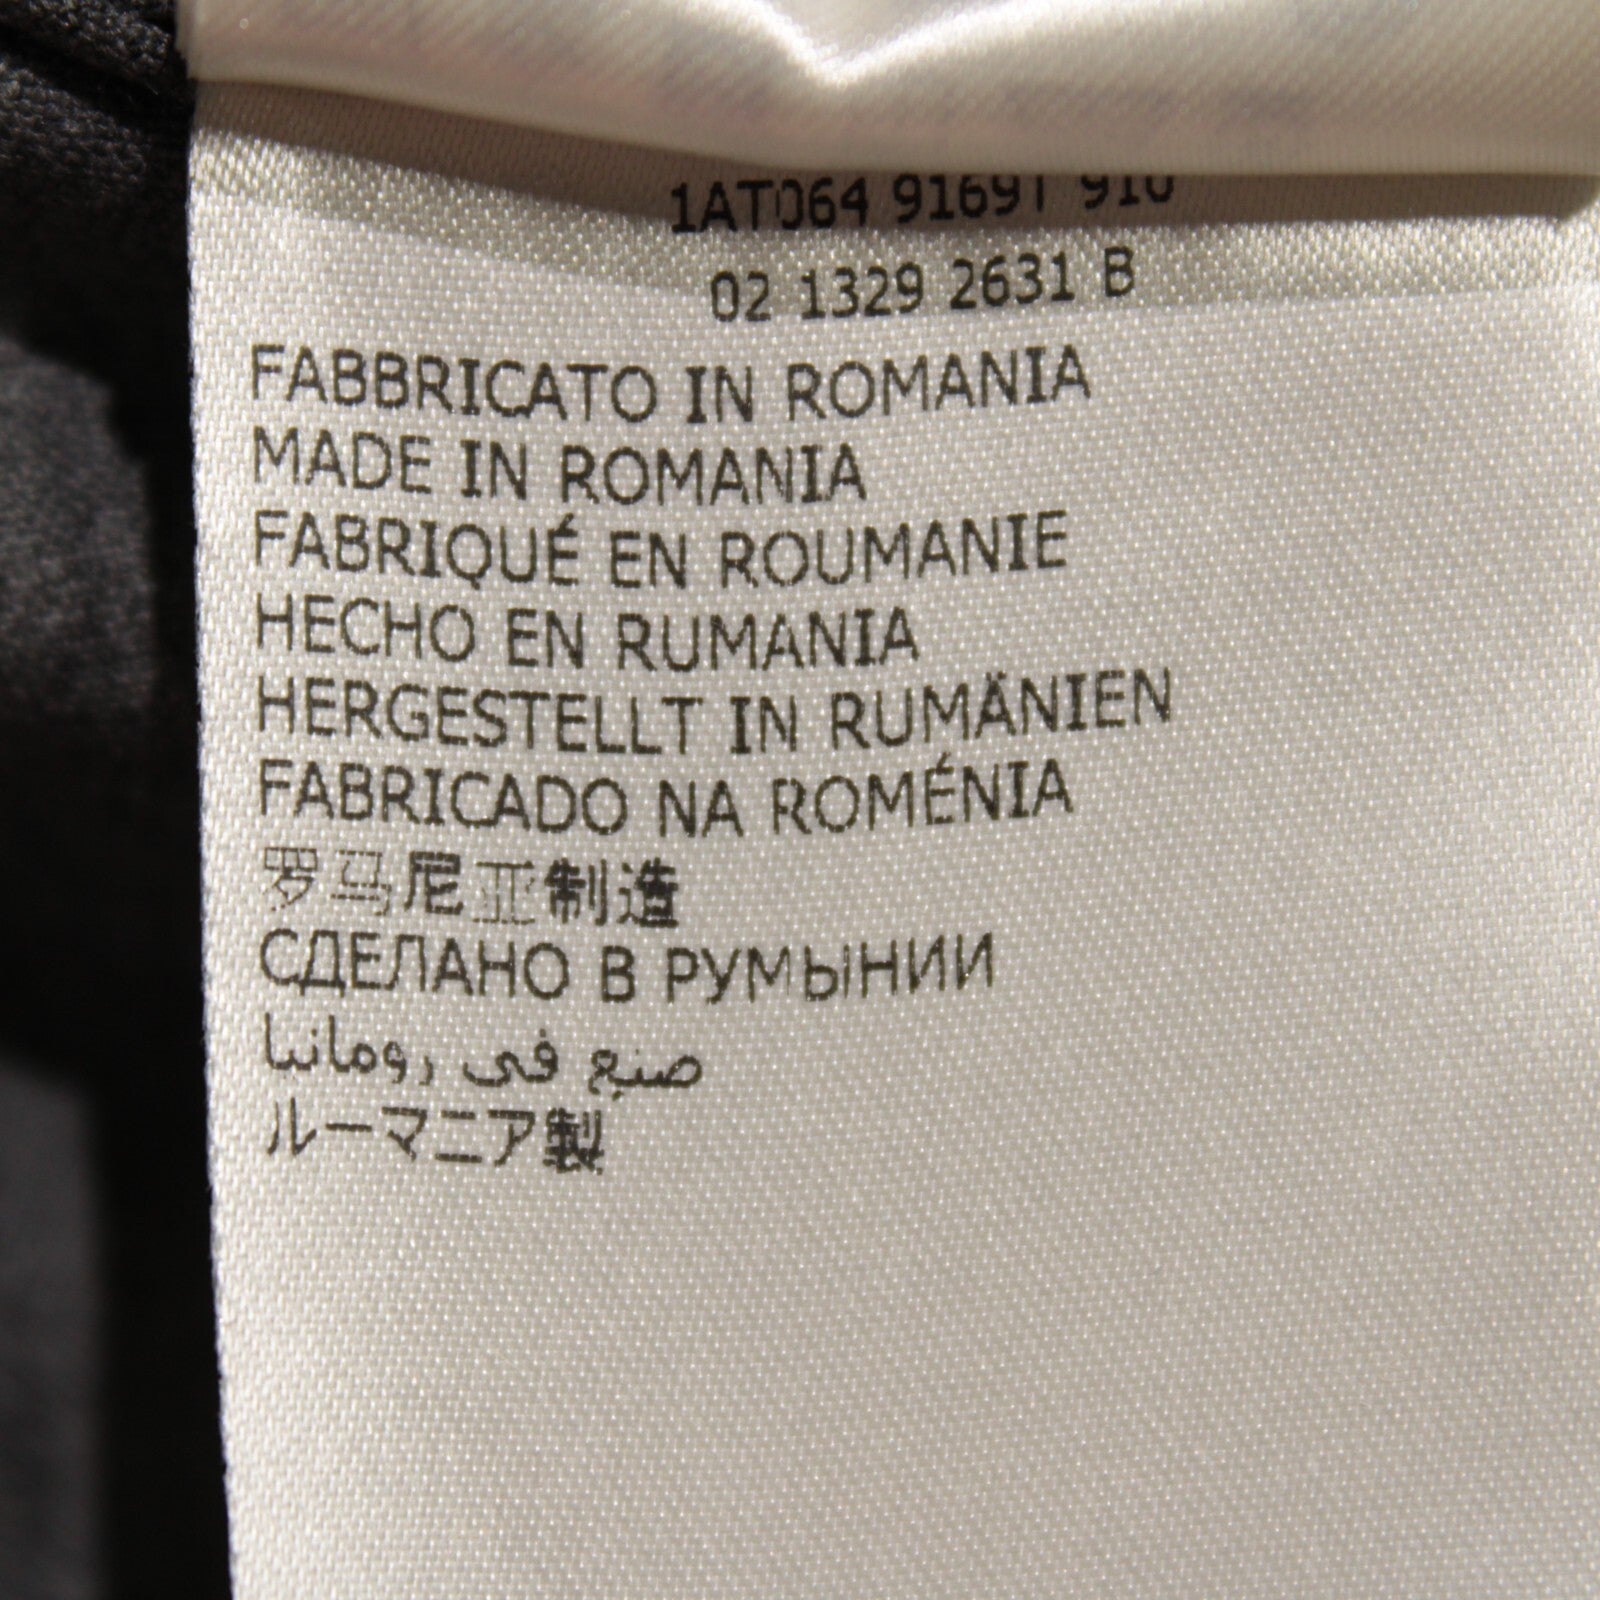 1AT064 91691 910
02 1329 2631 B
FABBRICATO IN ROMANIA
MADE IN ROMANIA
FABRIQUÉ EN ROUMANIE
HECHO EN RUMANIA
HERGESTELLT IN RUMÄNIEN
FABRICADO NA ROMÉNIA
罗马尼亚制造
СДЕЛАНО В РУМЫНИИ
صنع في رومانيا
ルーマニア製